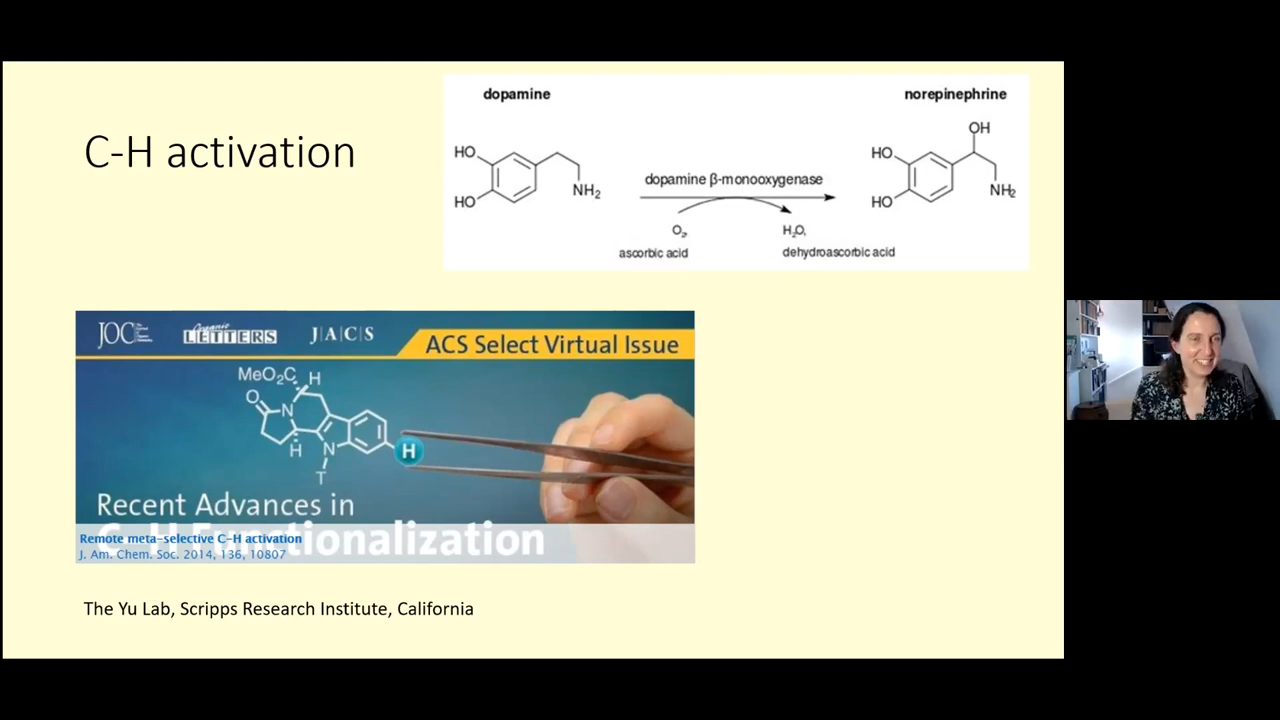 C-H activation
dopamine
norepinephrine
HO
HO
NH2
dopamine β-monooxygenase
O2,
ascorbic acid
H2O,
dehydroascorbic acid
OH
HO
HO
NH2
JOC
Organic
LETTERS
J|A|C|S
ACS Select Virtual Issue
MeO2C
H
O
N
H
N
T
H
Recent Advances in
C–H Functionalization
Remote meta-selective C-H activation
J. Am. Chem. Soc. 2014, 136, 10807
The Yu Lab, Scripps Research Institute, California